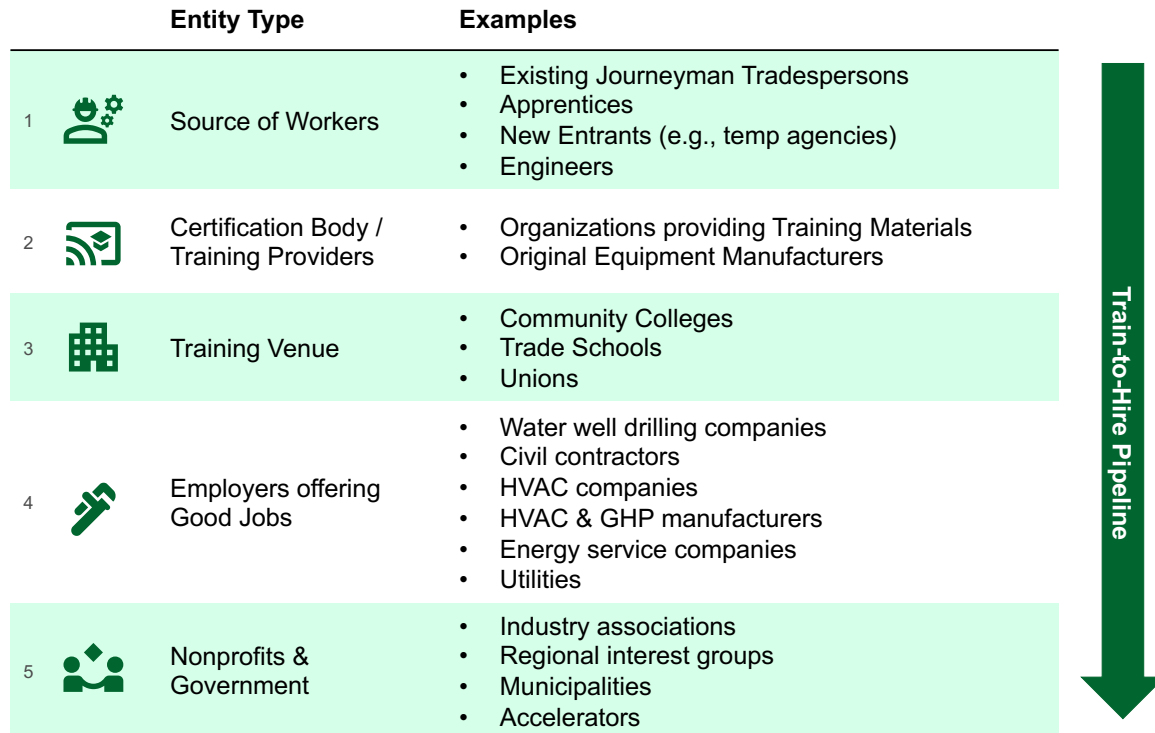 Entity Type
Examples
1
Source of Workers
• Existing Journeyman Tradespersons
• Apprentices
• New Entrants (e.g., temp agencies)
• Engineers
2
Certification Body /
Training Providers
• Organizations providing Training Materials
• Original Equipment Manufacturers
3
Training Venue
• Community Colleges
• Trade Schools
• Unions
4
Employers offering
Good Jobs
• Water well drilling companies
• Civil contractors
• HVAC companies
• HVAC & GHP manufacturers
• Energy service companies
• Utilities
5
Nonprofits &
Government
• Industry associations
• Regional interest groups
• Municipalities
• Accelerators
Train-to-Hire Pipeline